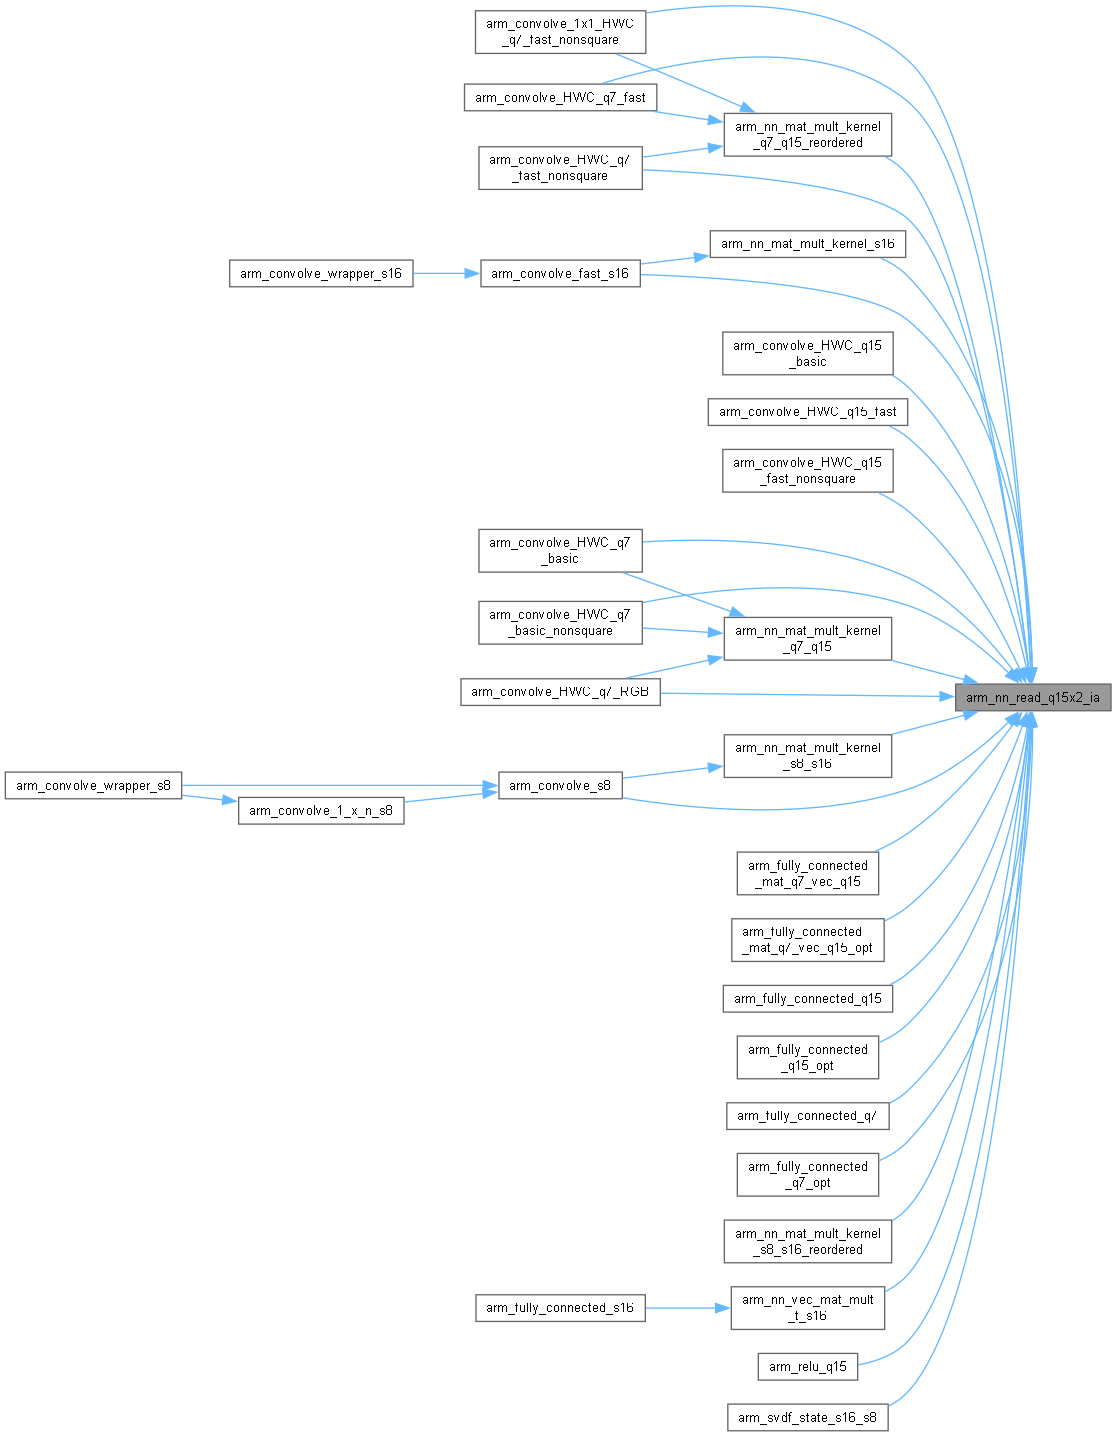 arm_convolve_1x1_HWC
_q7_fast_nonsquare
arm_convolve_HWC_q7_fast
arm_nn_mat_mult_kernel
_q7_q15_reordered
arm_convolve_HWC_q7
_fast_nonsquare
arm_nn_mat_mult_kernel_s16
arm_convolve_wrapper_s16
arm_convolve_fast_s16
arm_convolve_HWC_q15
_basic
arm_convolve_HWC_q15_fast
arm_convolve_HWC_q15
_fast_nonsquare
arm_convolve_HWC_q7
_basic
arm_convolve_HWC_q7
_basic_nonsquare
arm_nn_mat_mult_kernel
_q7_q15
arm_convolve_HWC_q7_RGB
arm_nn_read_q15x2_ia
arm_nn_mat_mult_kernel
_s8_s16
arm_convolve_wrapper_s8
arm_convolve_s8
arm_convolve_1_x_n_s8
arm_fully_connected
_mat_q7_vec_q15
arm_fully_connected
_mat_q7_vec_q15_opt
arm_fully_connected_q15
arm_fully_connected
_q15_opt
arm_fully_connected_q7
arm_fully_connected
_q7_opt
arm_nn_mat_mult_kernel
_s8_s16_reordered
arm_fully_connected_s16
arm_nn_vec_mat_mult
_t_s16
arm_relu_q15
arm_svdf_state_s16_s8